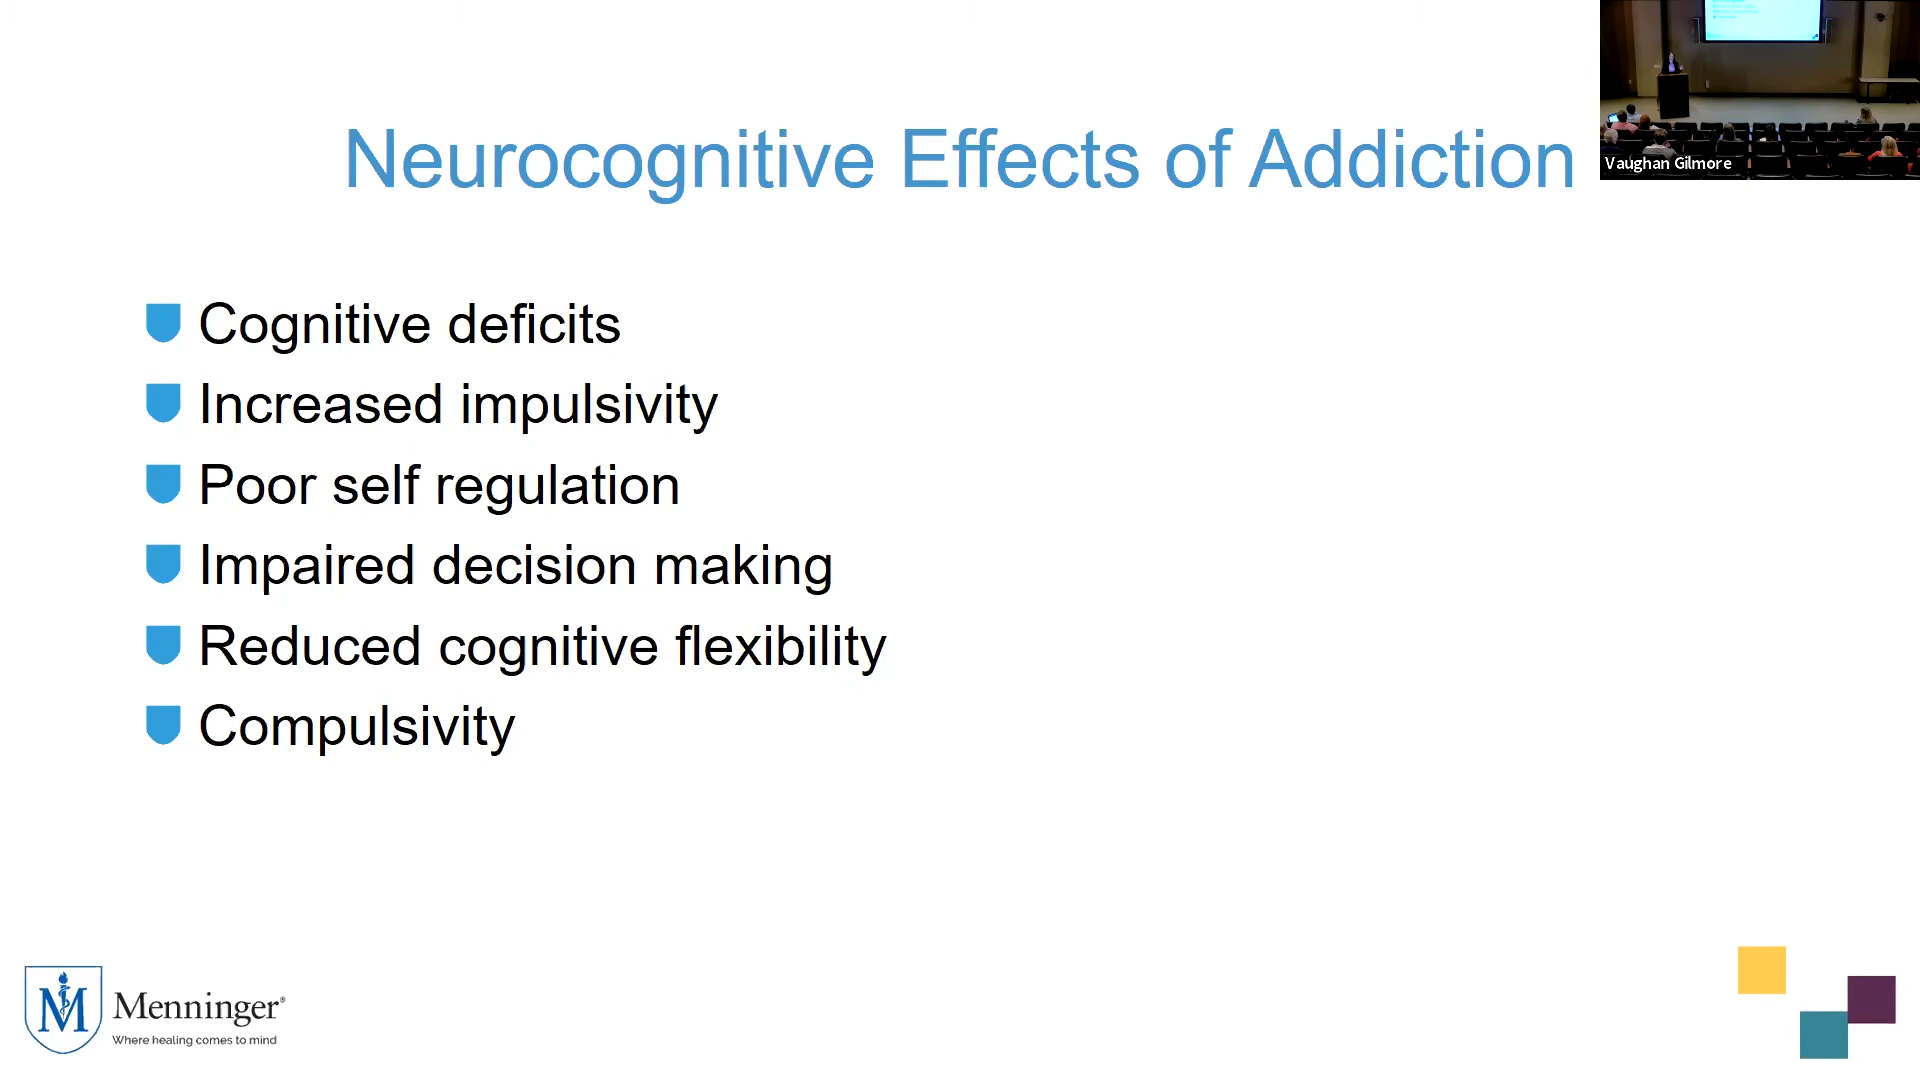 Neurocognitive Effects of Addiction
Vaughan Gilmore
Cognitive deficits
Increased impulsivity
Poor self regulation
Impaired decision making
Reduced cognitive flexibility
Compulsivity
M
Menninger®
Where healing comes to mind